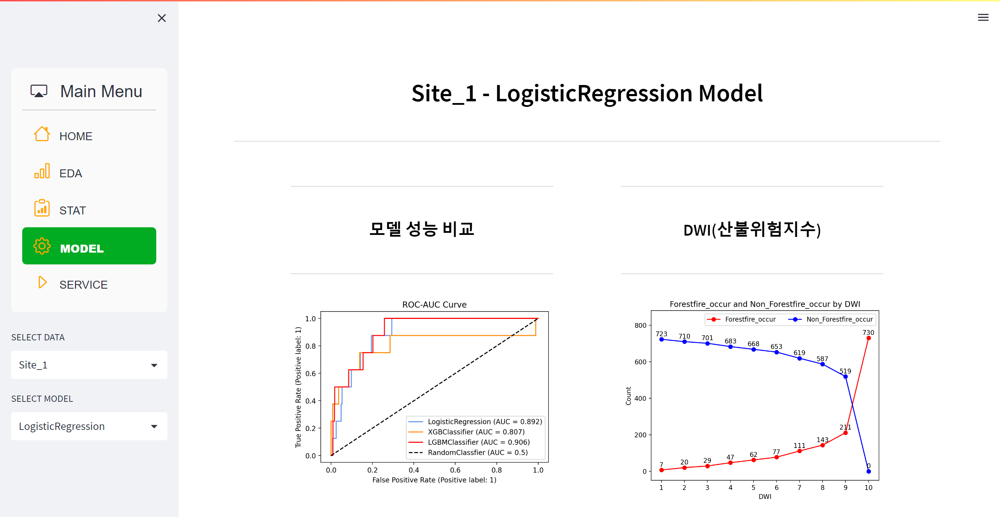 Main Menu
HOME
EDA
STAT
MODEL
SERVICE
SELECT DATA
Site_1
SELECT MODEL
LogisticRegression
Site_1 - LogisticRegression Model
모델 성능 비교
ROC-AUC Curve
True Positive Rate (Positive label: 1)
1.0
0.8
0.6
0.4
0.2
0.0
LogisticRegression (AUC = 0.892)
XGBClassifier (AUC = 0.807)
LGBMClassifier (AUC = 0.906)
RandomClassfier (AUC = 0.5)
0.0 0.2 0.4 0.6 0.8 1.0
False Positive Rate (Positive label: 1)
DWI(산불위험지수)
Forestfire_occur and Non_Forestfire_occur by DWI
Forestfire_occur Non_Forestfire_occur
Count
800
600
400
200
0
723 710 701 683 668 653 619 587 519 0
7 20 29 47 62 77 111 143 211 730
1 2 3 4 5 6 7 8 9 10
DWI